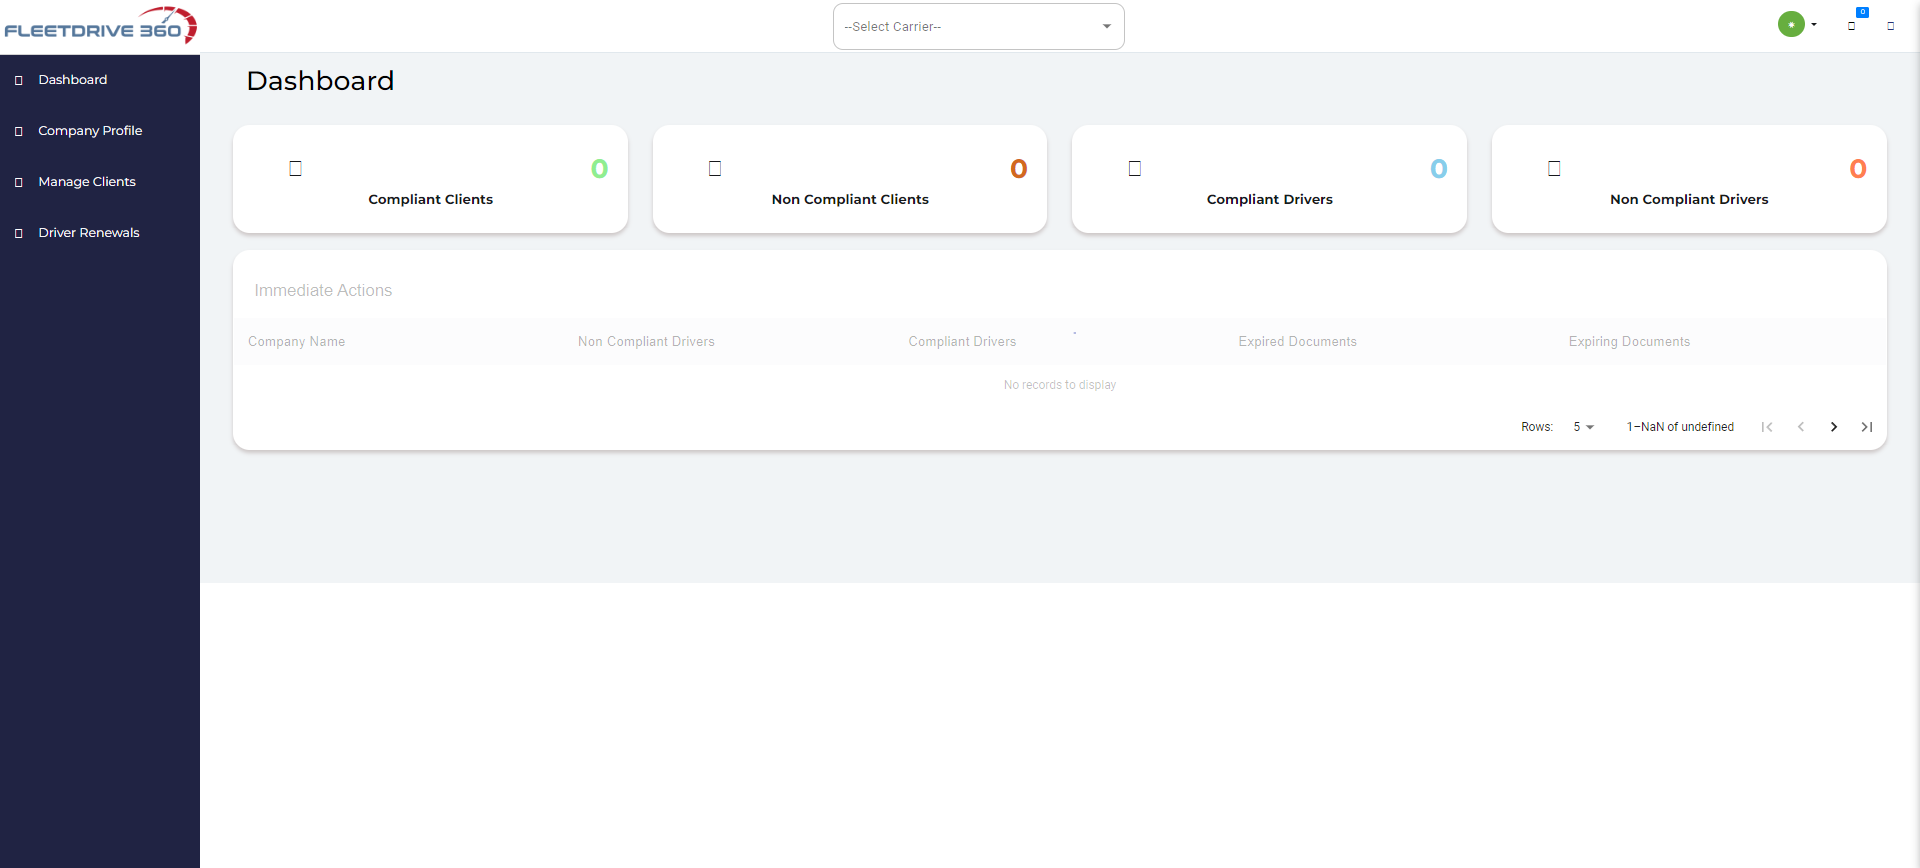 FLEETDRIVE 360
--Select Carrier--
0
Dashboard
Company Profile
Manage Clients
Driver Renewals
Dashboard
0
Compliant Clients
0
Non Compliant Clients
0
Compliant Drivers
0
Non Compliant Drivers
Immediate Actions
Company Name Non Compliant Drivers Compliant Drivers Expired Documents Expiring Documents
No records to display
Rows: 5 1-NaN of undefined